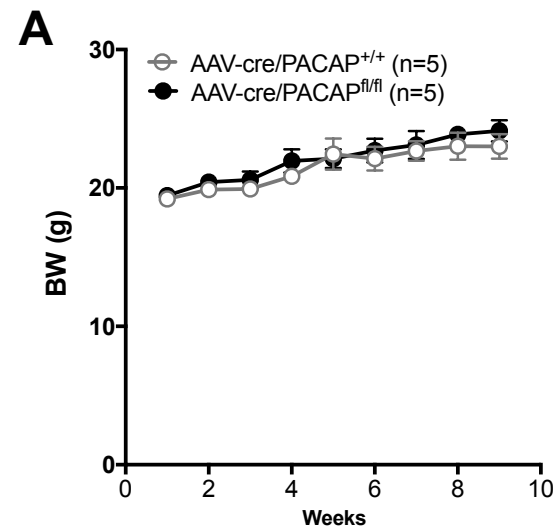 A
30
AAV-cre/PACAP+/+ (n=5)
AAV-cre/PACAPfl/fl (n=5)
20
BW (g)
10
0
0 2 4 6 8 10
Weeks